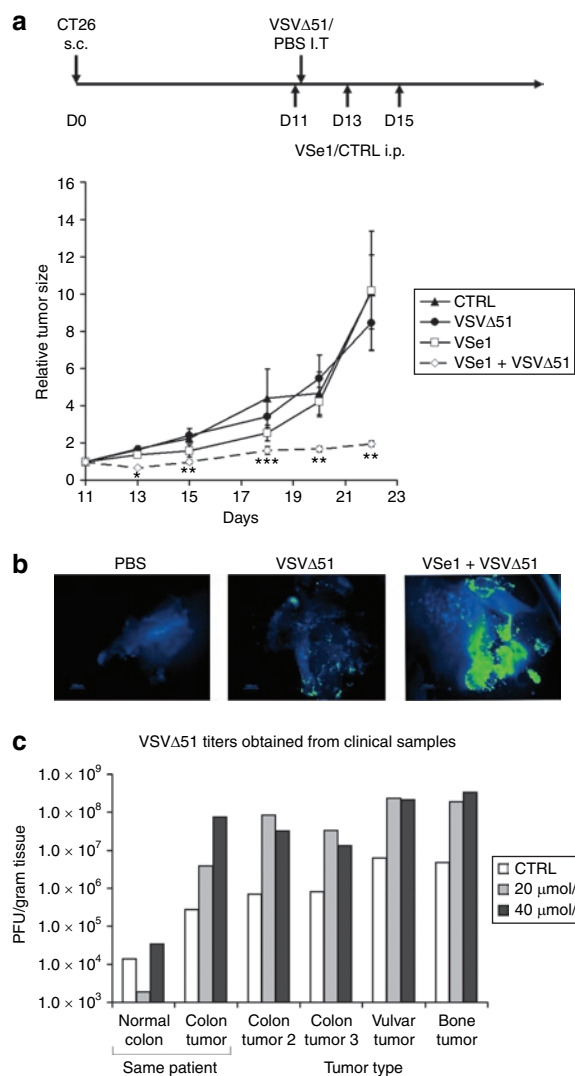 a
CT26
s.c.
VSVΔ51/
PBS I.T
D0
D11
D13
D15
VSe1/CTRL i.p.
16
14
12
10
8
6
4
2
0
Relative tumor size
11
13
15
17
19
21
23
Days
*
**
***
**
**
CTRL
VSVΔ51
VSe1
VSe1 + VSVΔ51
b
PBS
VSVΔ51
VSe1 + VSVΔ51
c
VSVΔ51 titers obtained from clinical samples
1.0 × 10⁹
1.0 × 10⁸
1.0 × 10⁷
1.0 × 10⁶
1.0 × 10⁵
1.0 × 10⁴
1.0 × 10³
PFU/gram tissue
CTRL
20 μmol/
40 μmol/
Normal
colon
Colon
tumor
Colon
tumor 2
Colon
tumor 3
Vulvar
tumor
Bone
tumor
Same patient
Tumor type